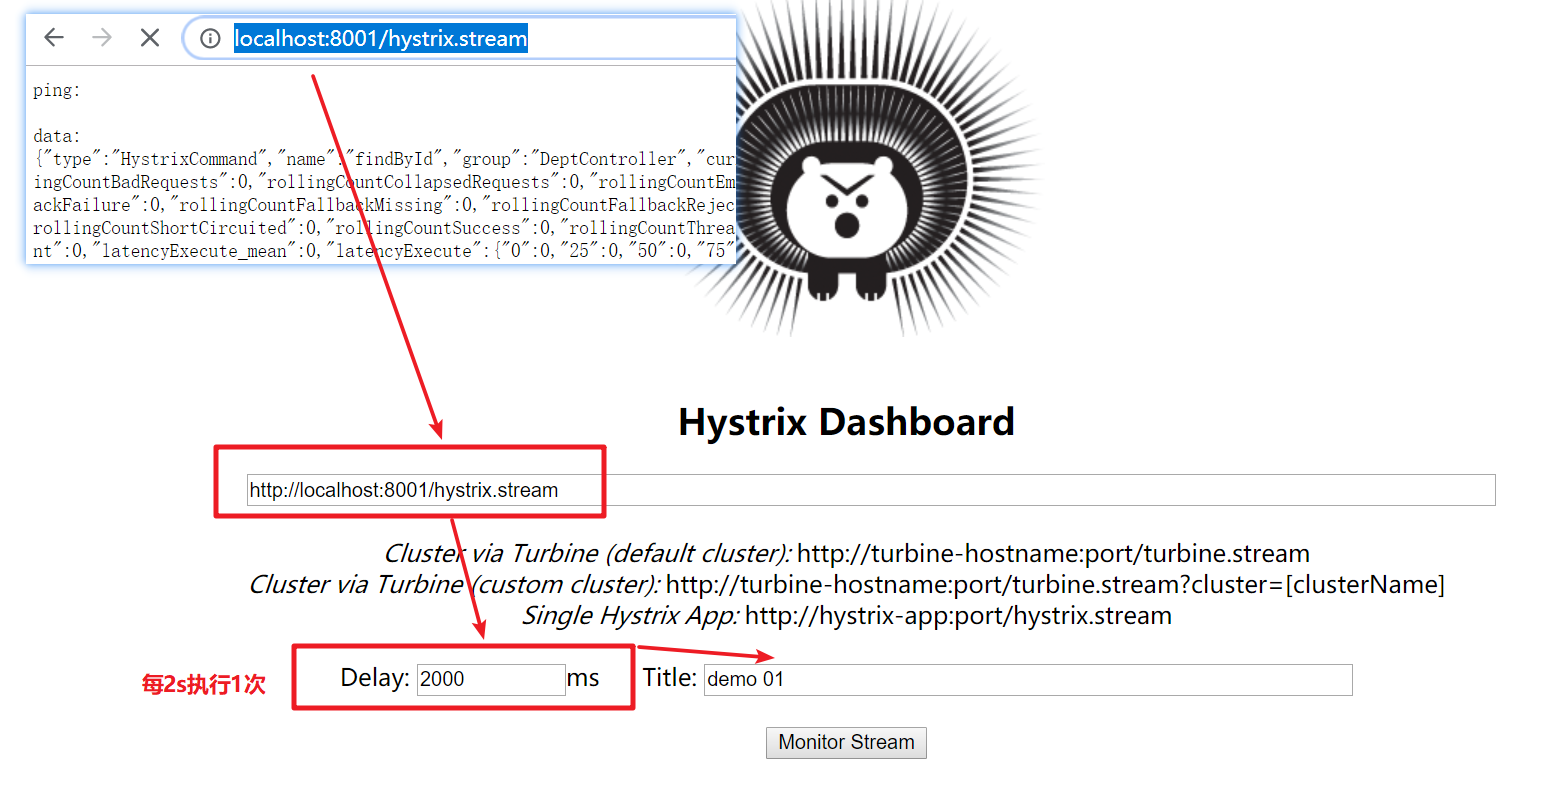 localhost:8001/hystrix.stream
ping:
data:
{"type":"HystrixCommand","name":"findById","group":"DeptController","cur
ingCountBadRequests":0,"rollingCountCollapsedRequests":0,"rollingCountEm
ackFailure":0,"rollingCountFallbackMissing":0,"rollingCountFallbackRejec
rollingCountShortCircuited":0,"rollingCountSuccess":0,"rollingCountThrea
nt":0,"latencyExecute_mean":0,"latencyExecute":{"0":0,"25":0,"50":0,"75"
Hystrix Dashboard
http://localhost:8001/hystrix.stream
Cluster via Turbine (default cluster): http://turbine-hostname:port/turbine.stream
Cluster via Turbine (custom cluster): http://turbine-hostname:port/turbine.stream?cluster=[clusterName]
Single Hystrix App: http://hystrix-app:port/hystrix.stream
每2s执行1次 Delay: 2000 ms Title: demo 01
Monitor Stream